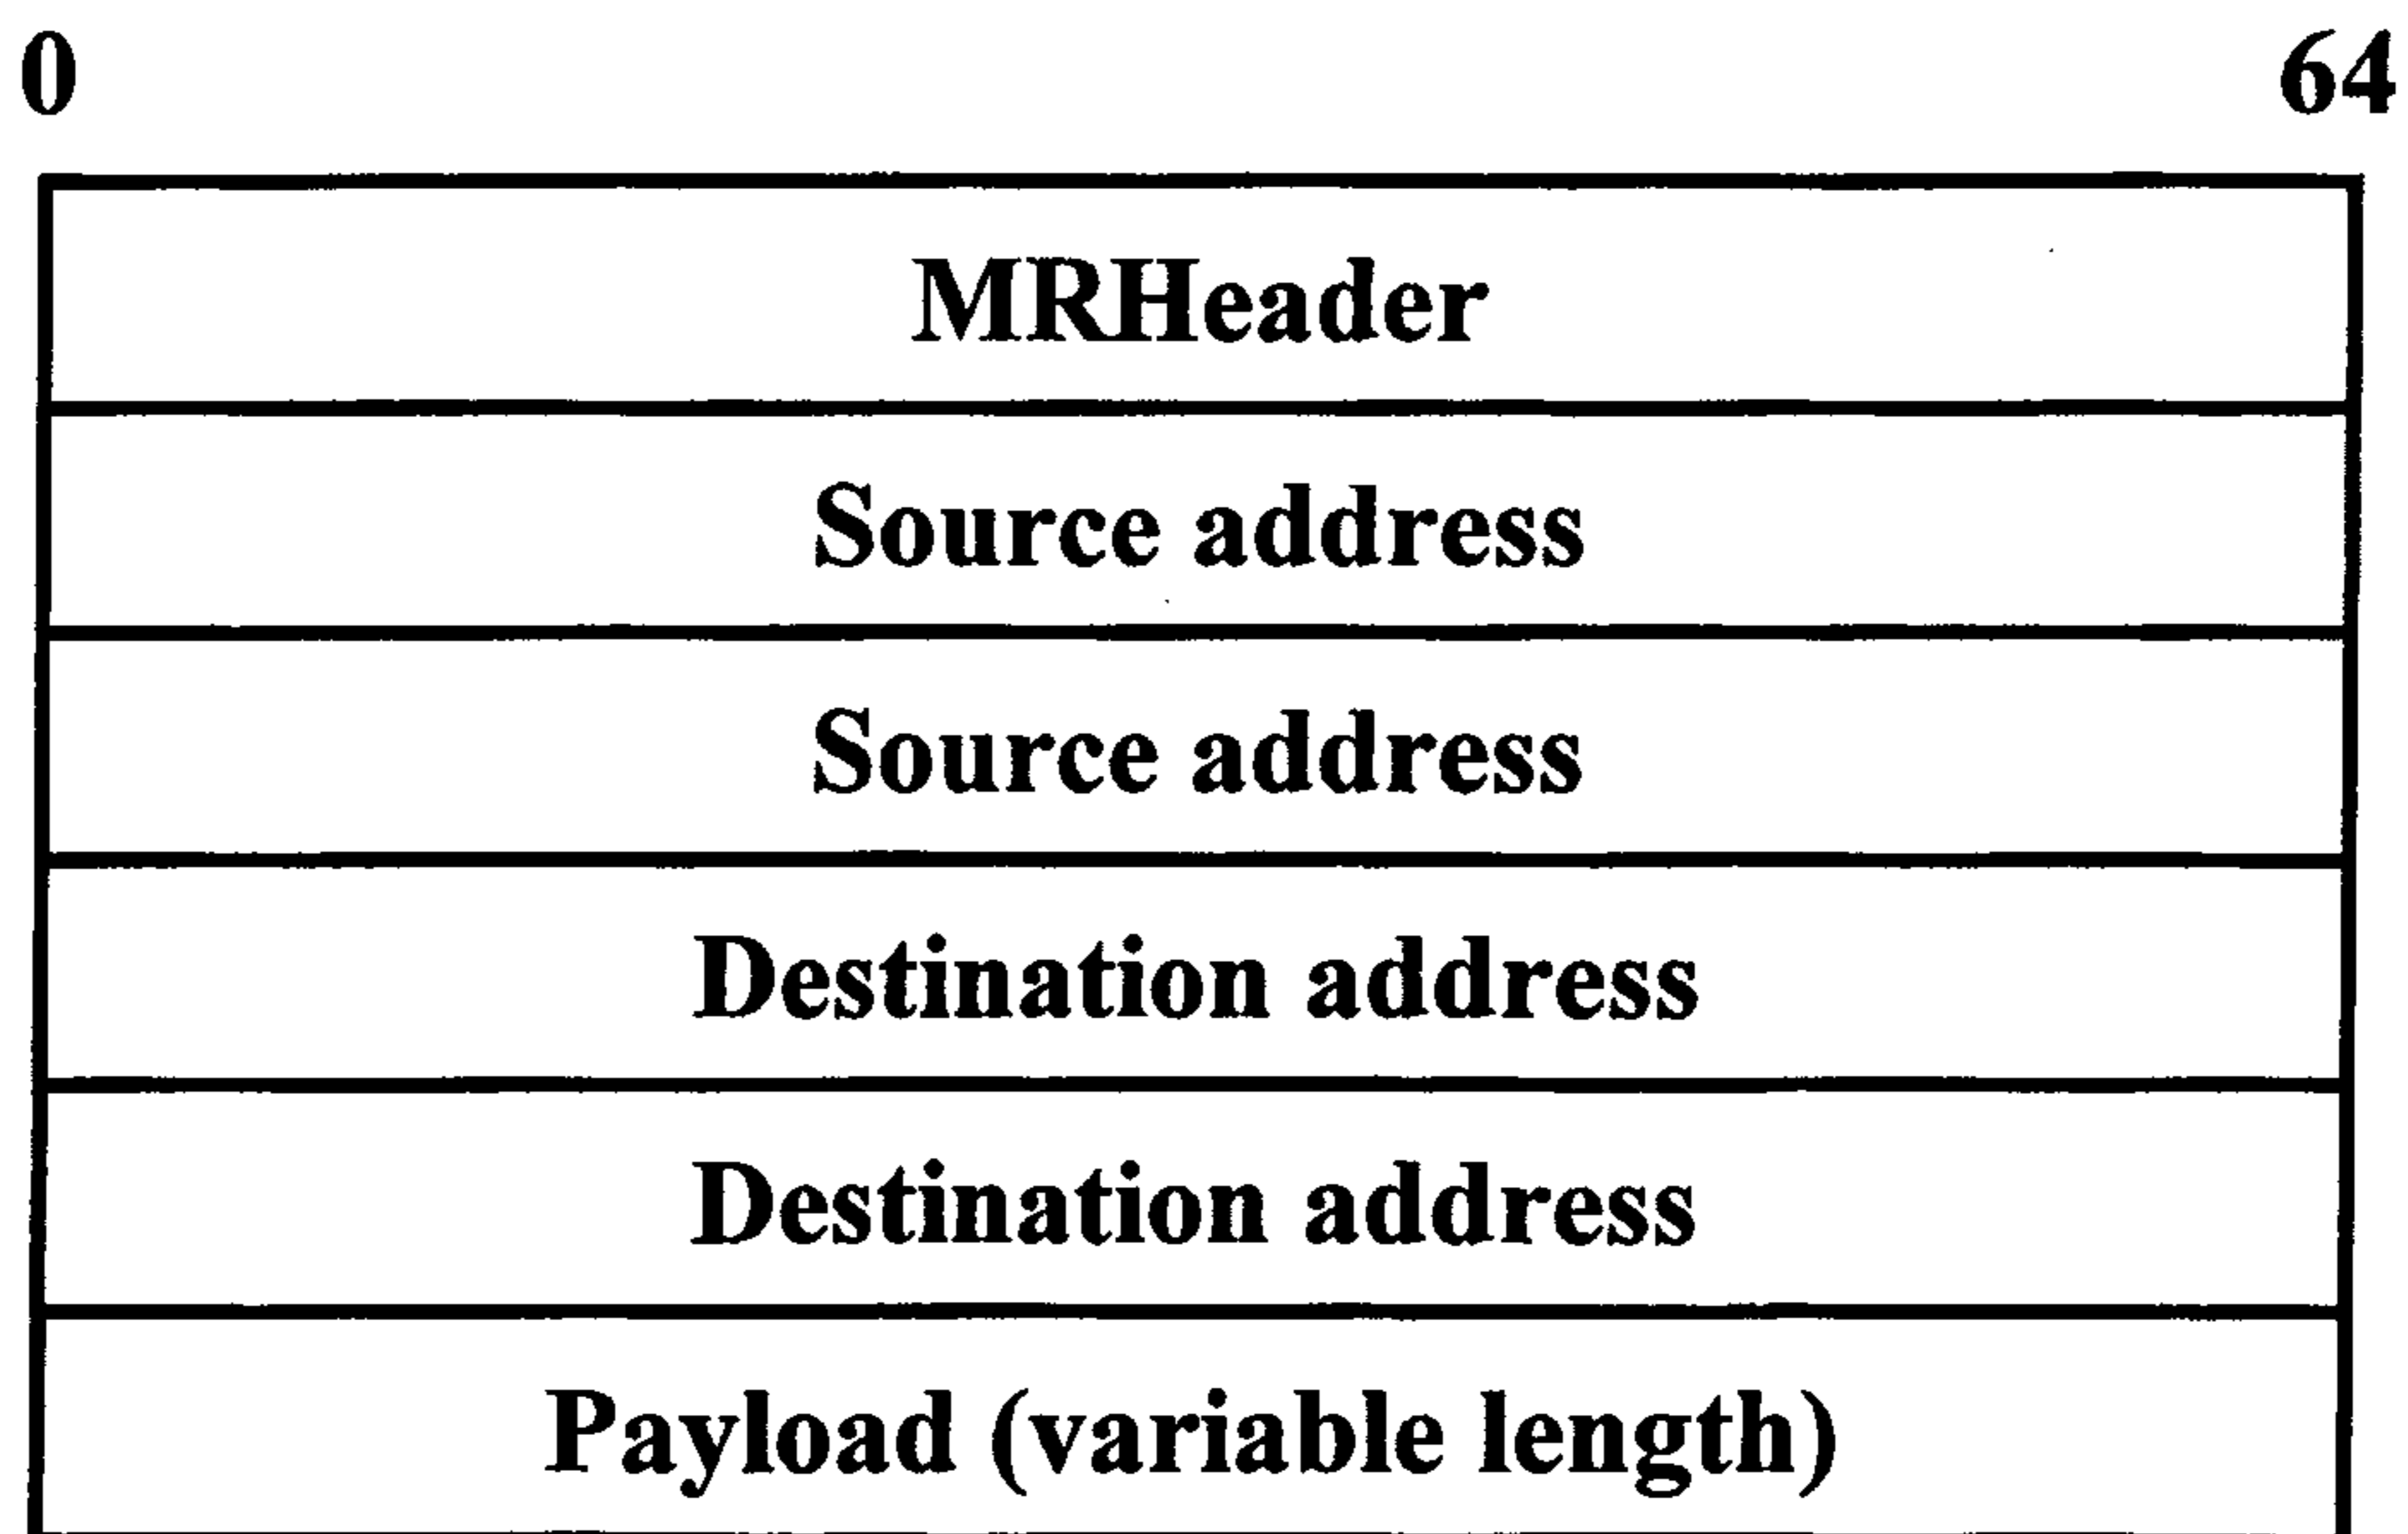 0 64
MRHeader
Source address
Source address
Destination address
Destination address
Payload (variable length)